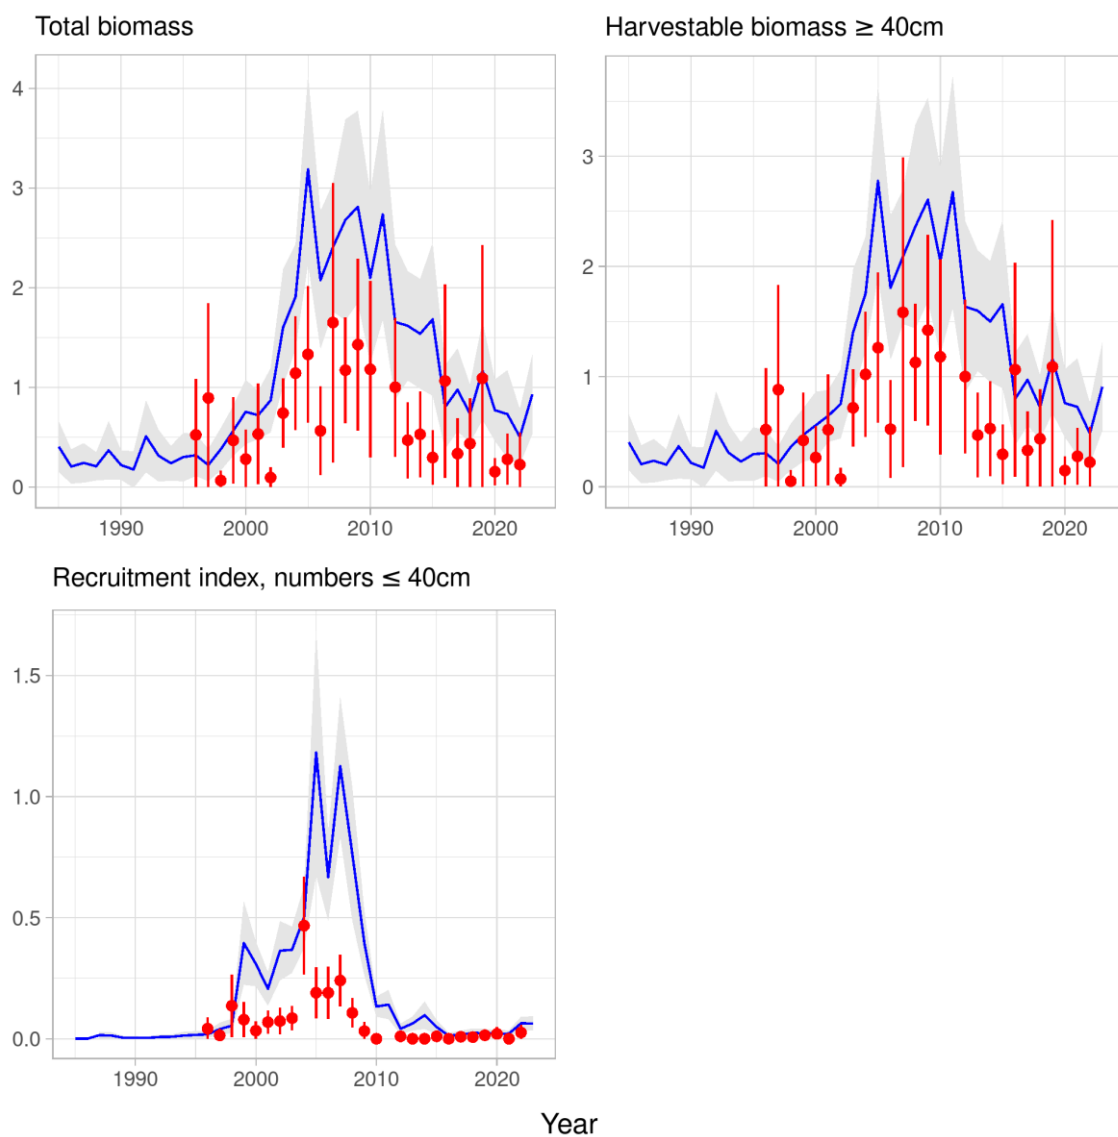 Total biomass
4
3
2
1
0
1990 2000 2010 2020
Harvestable biomass ≥ 40cm
3
2
1
0
1990 2000 2010 2020
Recruitment index, numbers ≤ 40cm
1.5
1.0
0.5
0.0
1990 2000 2010 2020
Year